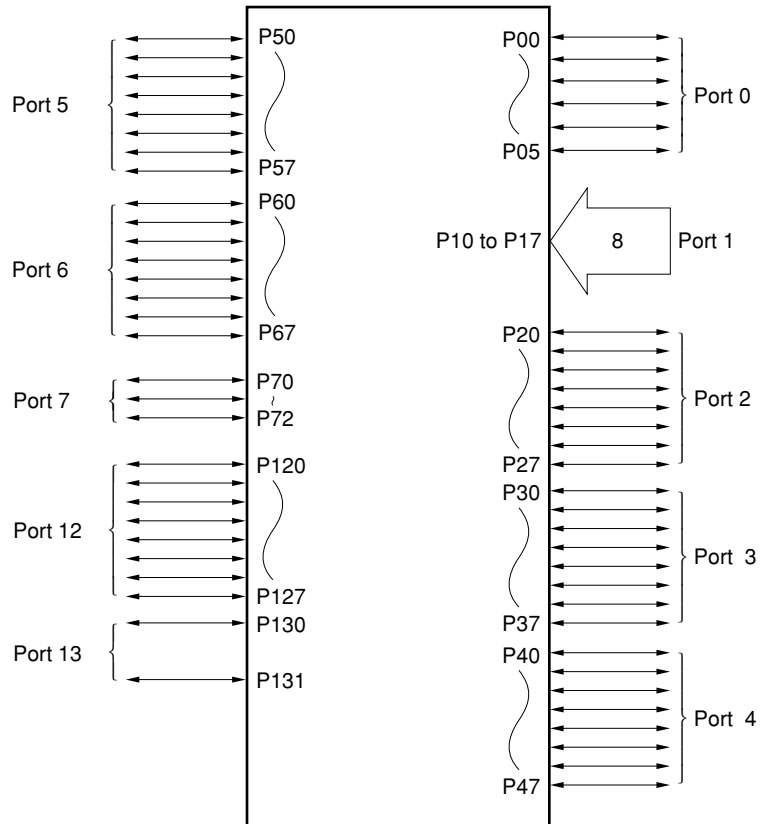 P50
Port 5
P57
P60
Port 6
P67
P70
Port 7
P72
P120
Port 12
P127
P130
Port 13
P131
P00
Port 0
P05
P10 to P17
8
Port 1
P20
Port 2
P27
P30
Port 3
P37
P40
Port 4
P47